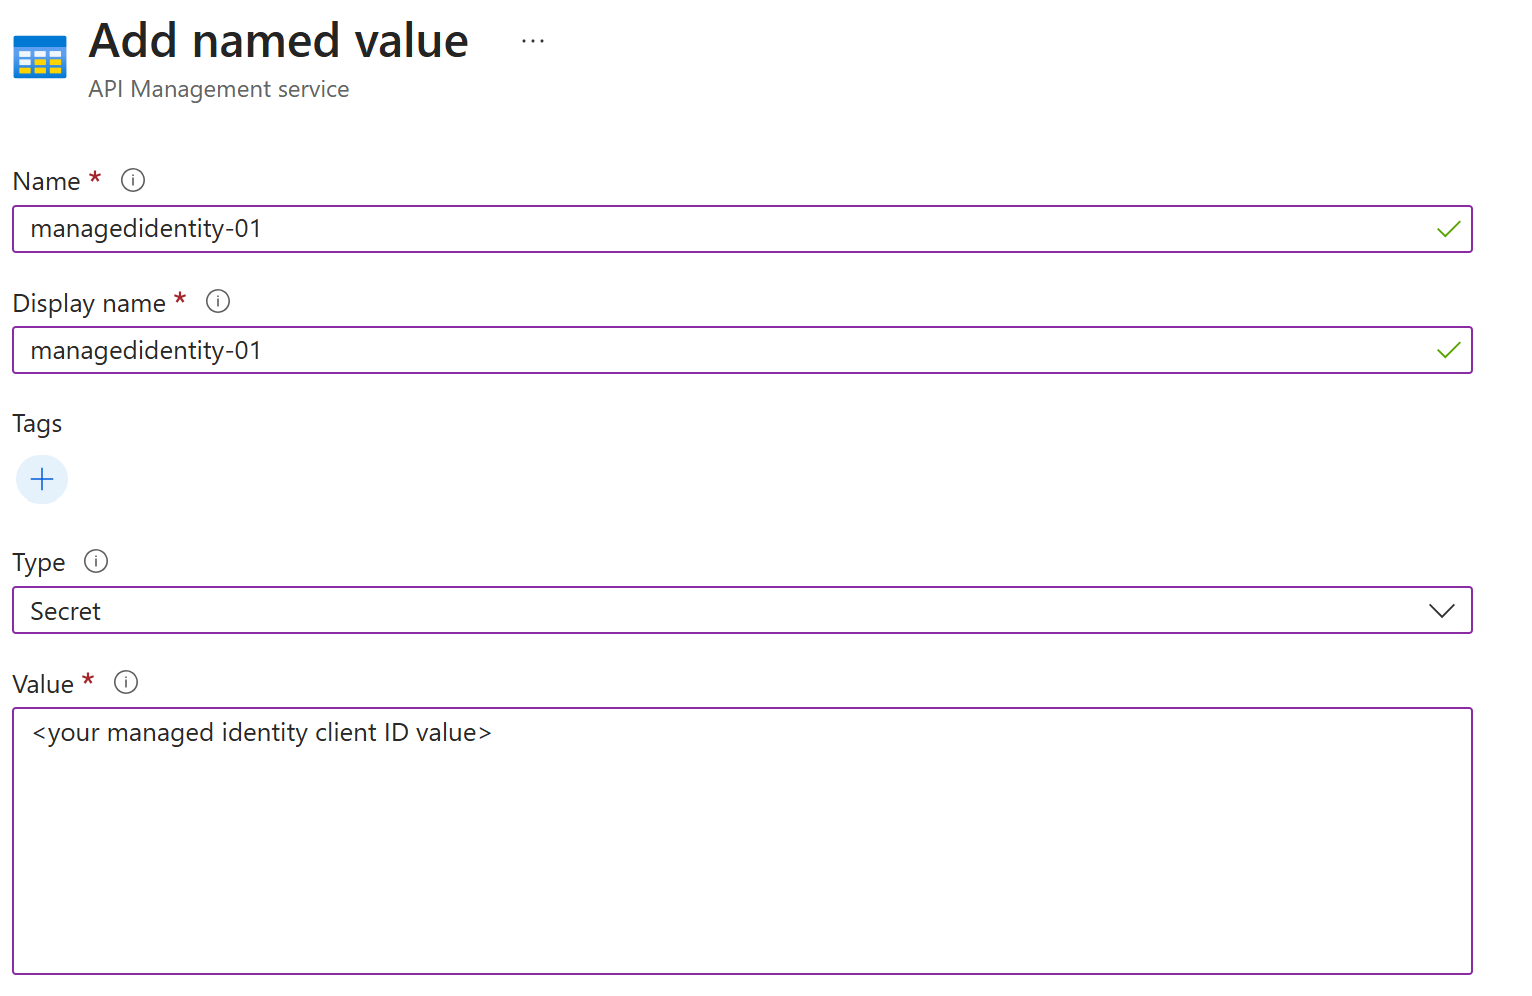 Add named value ...
API Management service
Name *
managedidentity-01
Display name *
managedidentity-01
Tags
Type
Secret
Value *
<your managed identity client ID value>